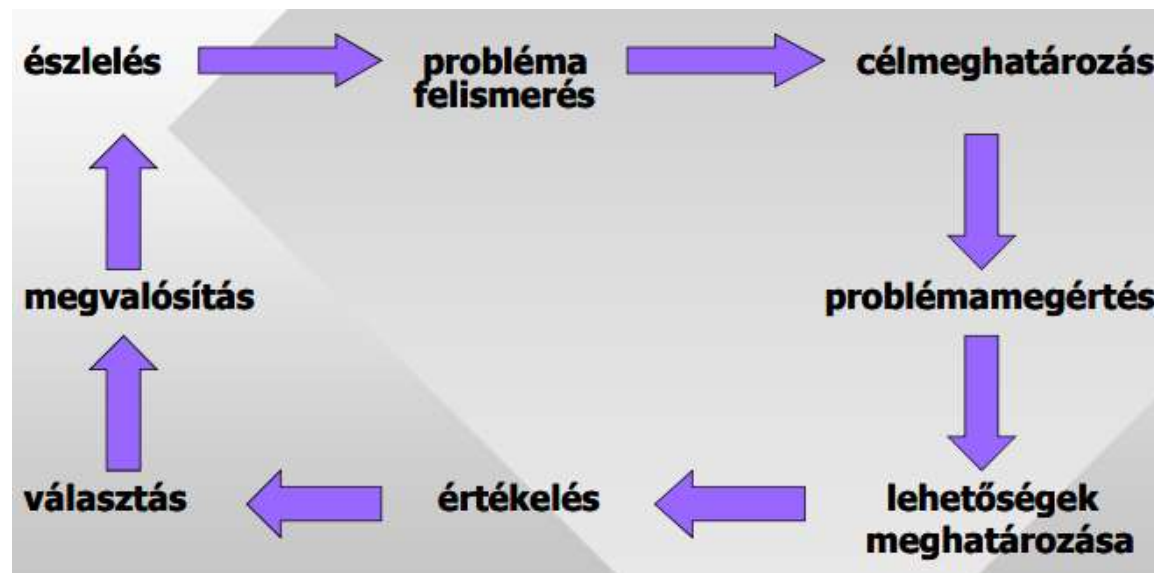 észlelés
probléma
felismerés
célmeghatározás
problémamegértés
lehetőségek
meghatározása
értékelés
választás
megvalósítás